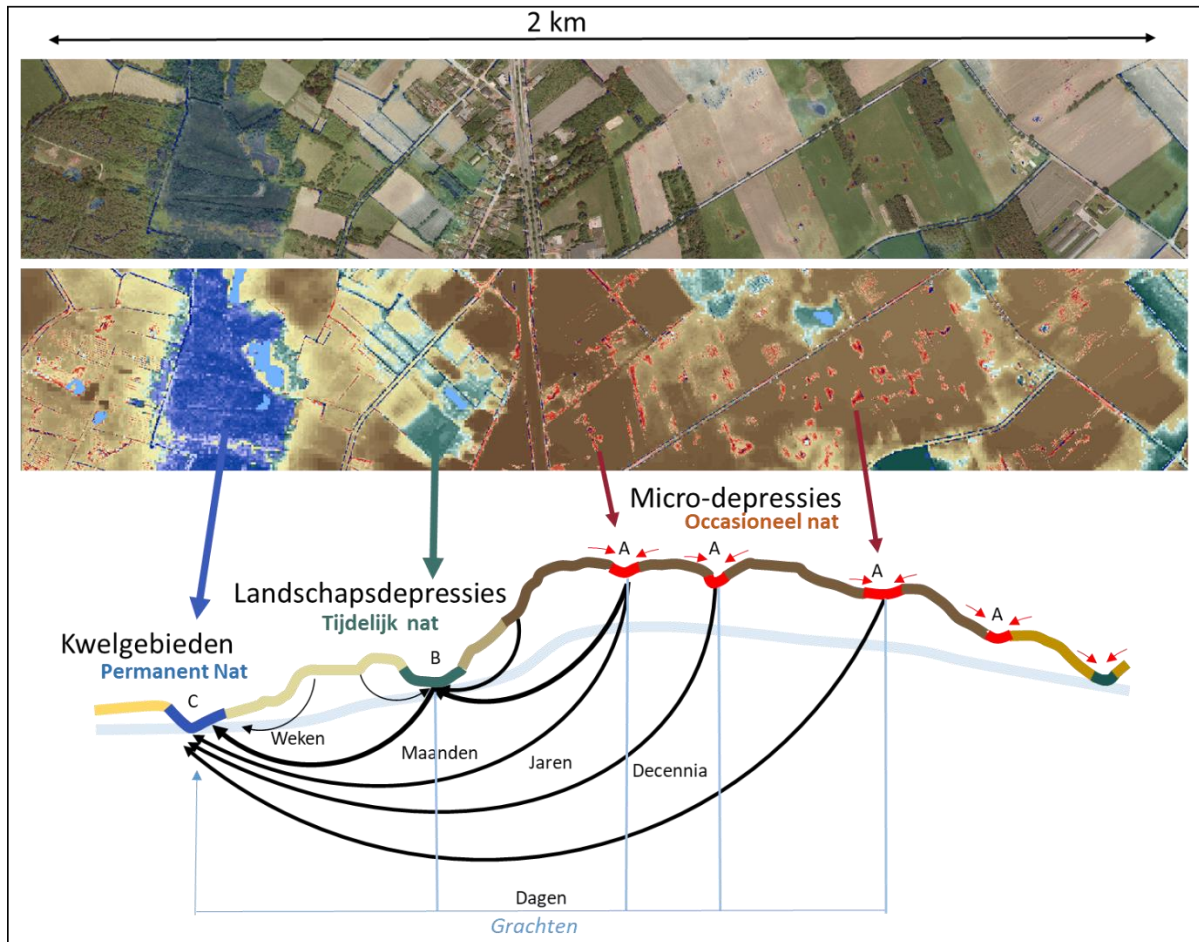 2 km
Micro-depressies
Occasioneel nat
A
A
A
A
Landschapsdepressies
Tijdelijk nat
B
Kwelgebieden
Permanent Nat
C
Weken
Maanden
Jaren
Decennia
Dagen
Grachten